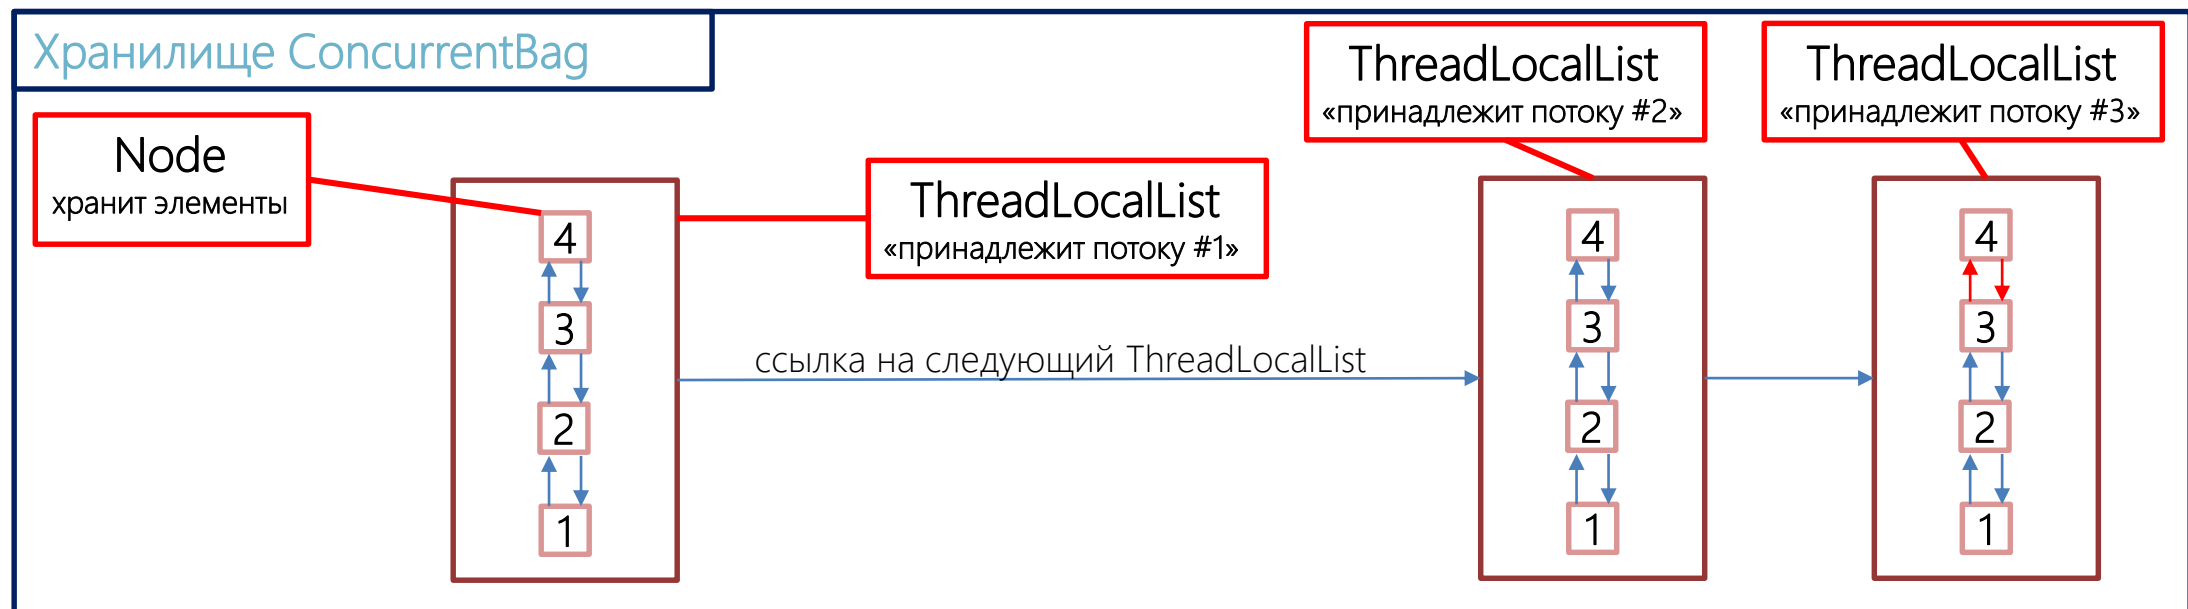 Хранилище ConcurrentBag
Node
хранит элементы
ThreadLocalList
«принадлежит потоку #1»
ThreadLocalList
«принадлежит потоку #2»
ThreadLocalList
«принадлежит потоку #3»
ссылка на следующий ThreadLocalList
4
3
2
1
4
3
2
1
4
3
2
1